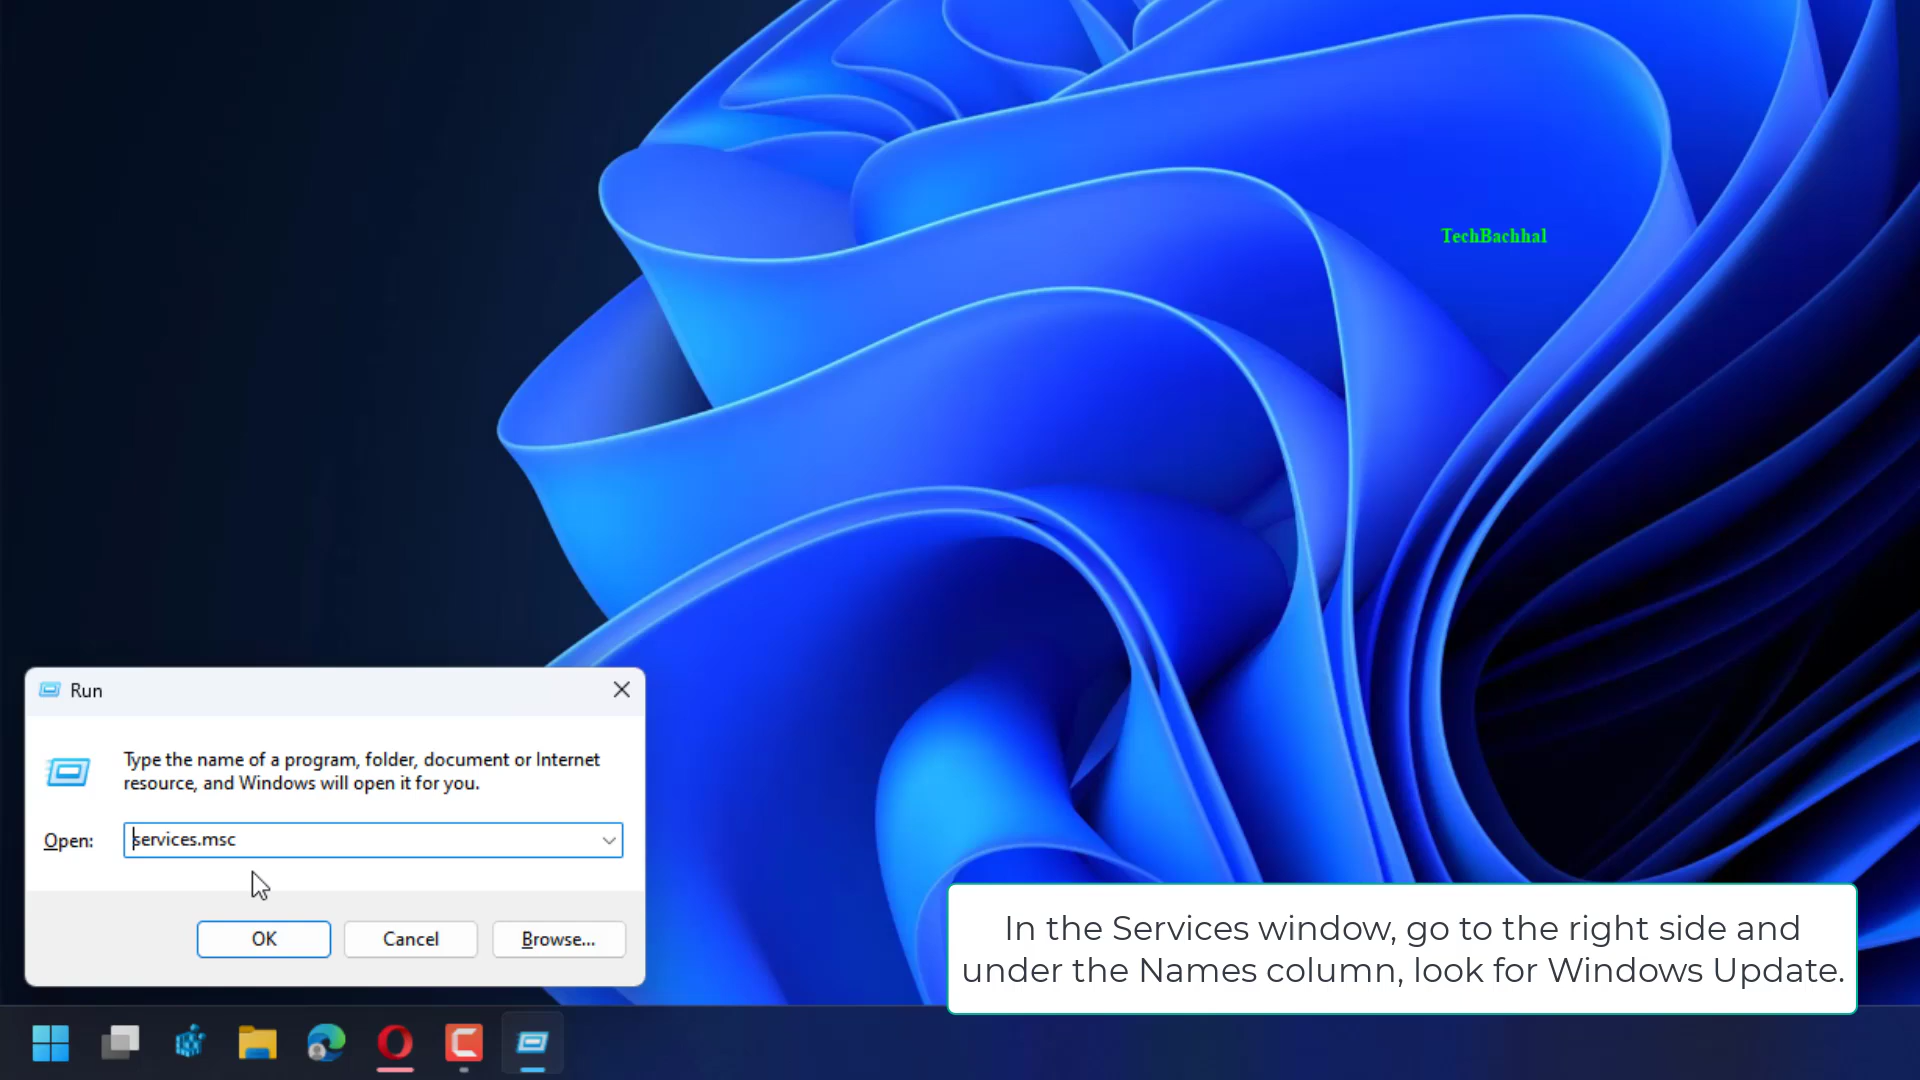 TechBachhal
Run
Type the name of a program, folder, document or Internet
resource, and Windows will open it for you.
Open: services.msc
OK Cancel Browse...
In the Services window, go to the right side and
under the Names column, look for Windows Update.